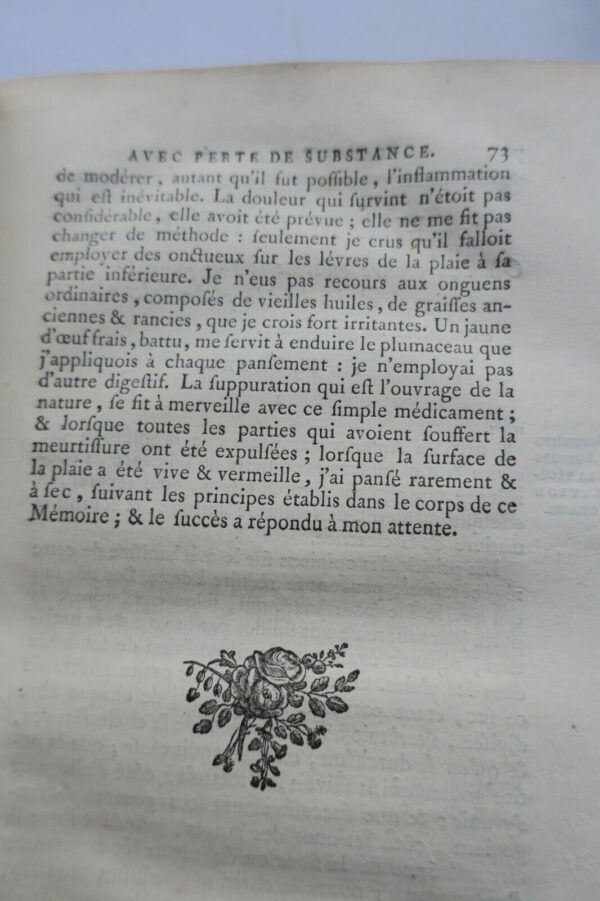 AVEC PERTE DE SUBSTANCE. 73
de modérer, autant qu'il fut poſſible, l'inflammation
qui eſt inévitable. La douleur qui ſurvint n'étoit pas
conſidérable, elle avoit été prévue ; elle ne me fit pas
changer de méthode : ſeulement je crus qu'il falloit
employer des onctueux ſur les lévres de la plaie à ſa
partie inférieure. Je n'eus pas recours aux onguens
ordinaires, compoſés de vieilles huiles, de graiſſes an-
ciennes & rancies, que je crois fort irritantes. Un jaune
d'œuf frais, battu, me ſervit à enduire le plumaceau que
j'appliquois à chaque panſement : je n'employai pas
d'autre digeſtif. La ſuppuration qui eſt l'ouvrage de la
nature, ſe fit à merveille avec ce ſimple médicament ;
& lorſque toutes les parties qui avoient ſouffert la
meurtiſſure ont été expulſées ; lorſque la ſurface de
la plaie a été vive & vermeille, j'ai panſé rarement &
à ſec, ſuivant les principes établis dans le corps de ce
Mémoire ; & le ſuccès a répondu à mon attente.